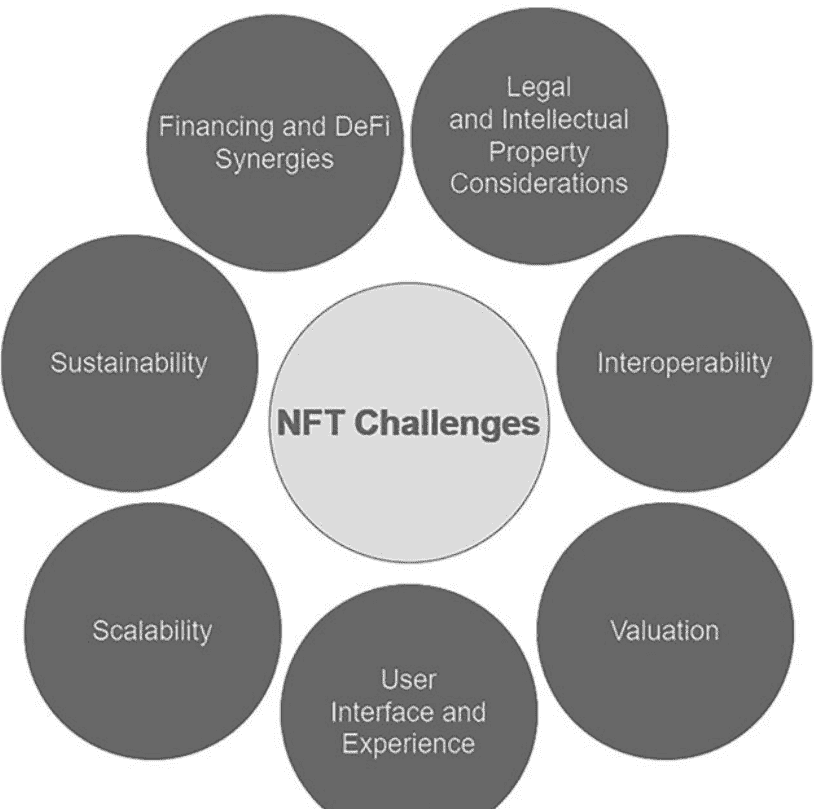 Financing and DeFi
Synergies
Legal
and Intellectual
Property
Considerations
Sustainability
Interoperability
NFT Challenges
Scalability
Valuation
User
Interface and
Experience